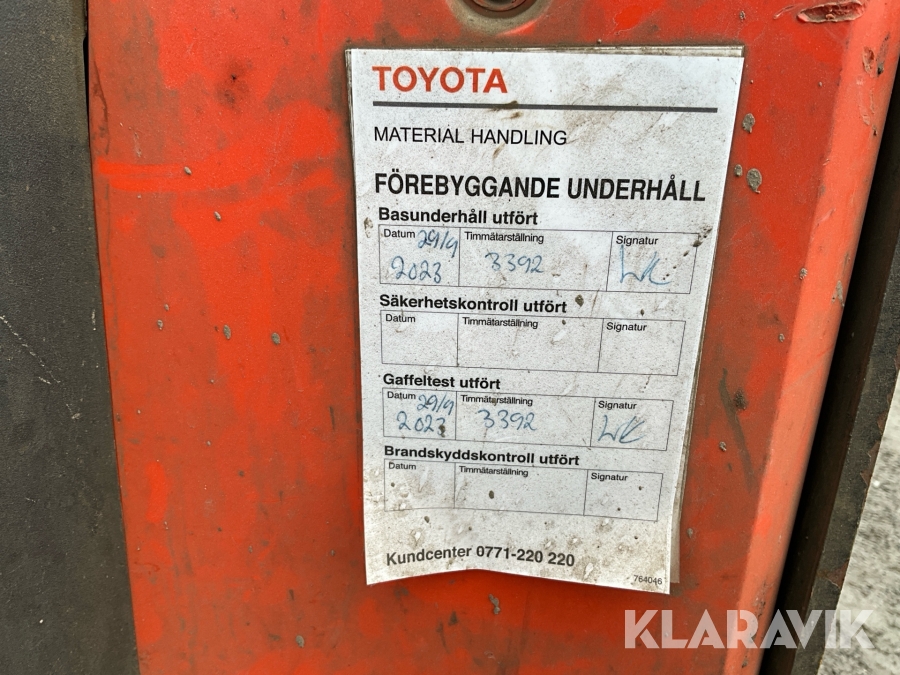 TOYOTA
MATERIAL HANDLING
FÖREBYGGANDE UNDERHÅLL
Basunderhåll utfört
Datum 29/9 Timmätarställning Signatur
2023 3392
Säkerhetskontroll utfört
Datum Timmätarställning Signatur
Gaffeltest utfört
Datum 29/9 Timmätarställning Signatur
2023 3392
Brandskyddskontroll utfört
Datum Timmätarställning Signatur
Kundcenter 0771-220 220
764046
KLARAVIK